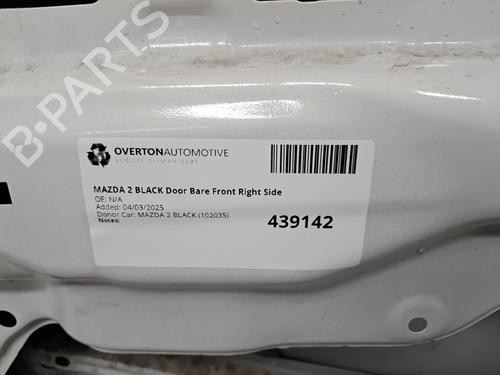 B-PARTS
OVERTONAUTOMOTIVE
VEHICLE DISMANTLERS
MAZDA 2 BLACK Door Bare Front Right Side
OE: N/A
Added: 04/03/2025
Donor Car: MAZDA 2 BLACK (102035)
Notes:
439142